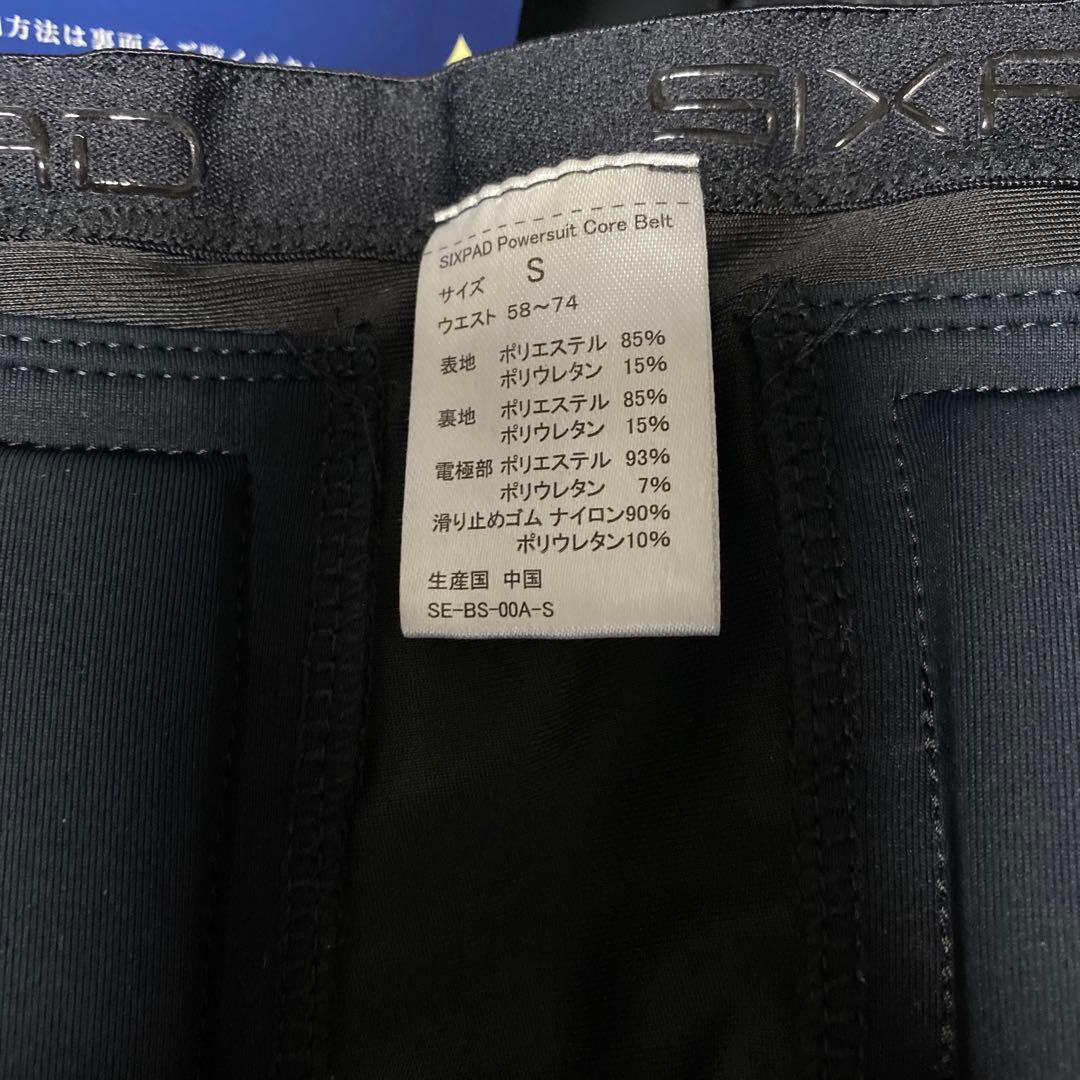 方法は裏面をご覧ください
AD
SIXPA
SIXPAD Powersuit Core Belt
サイズ S
ウエスト 58～74
表地 ポリエステル 85%
ポリウレタン 15%
裏地 ポリエステル 85%
ポリウレタン 15%
電極部 ポリエステル 93%
ポリウレタン 7%
滑り止めゴム ナイロン90%
ポリウレタン10%
生産国 中国
SE-BS-00A-S